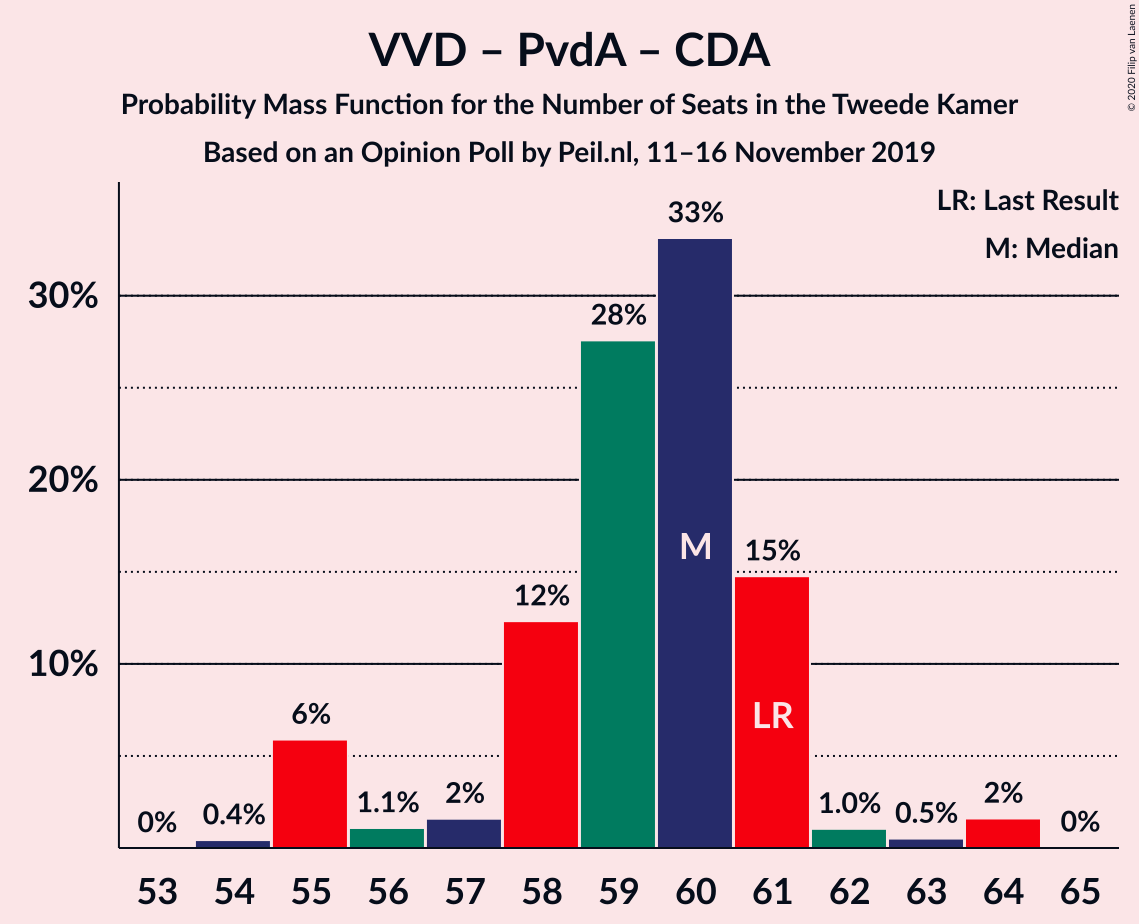 VVD – PvdA – CDA
Probability Mass Function for the Number of Seats in the Tweede Kamer
Based on an Opinion Poll by Peil.nl, 11–16 November 2019
© 2020 Filip van Laenen
LR: Last Result
M: Median
30%
20%
10%
0%
0.4%
6%
1.1%
2%
12%
28%
33%
15%
1.0%
0.5%
2%
0%
M
LR
53 54 55 56 57 58 59 60 61 62 63 64 65